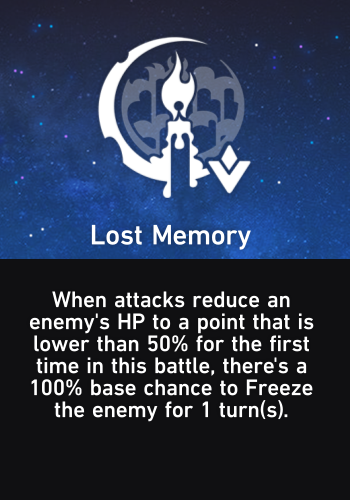 Lost Memory
When attacks reduce an
enemy's HP to a point that is
lower than 50% for the first
time in this battle, there's a
100% base chance to Freeze
the enemy for 1 turn(s).